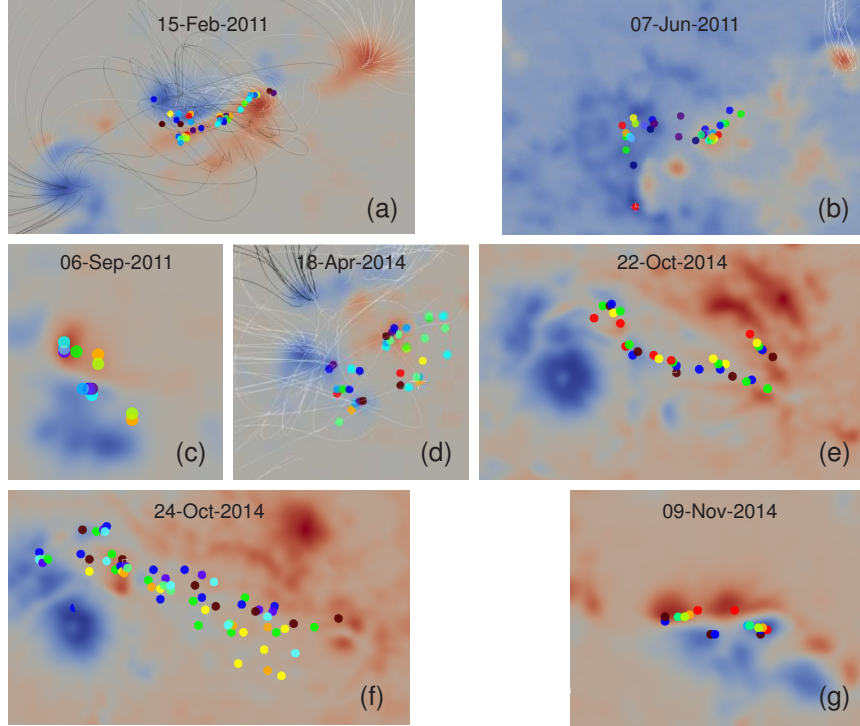 15-Feb-2011
(a)
07-Jun-2011
(b)
06-Sep-2011
(c)
18-Apr-2014
(d)
22-Oct-2014
(e)
24-Oct-2014
(f)
09-Nov-2014
(g)